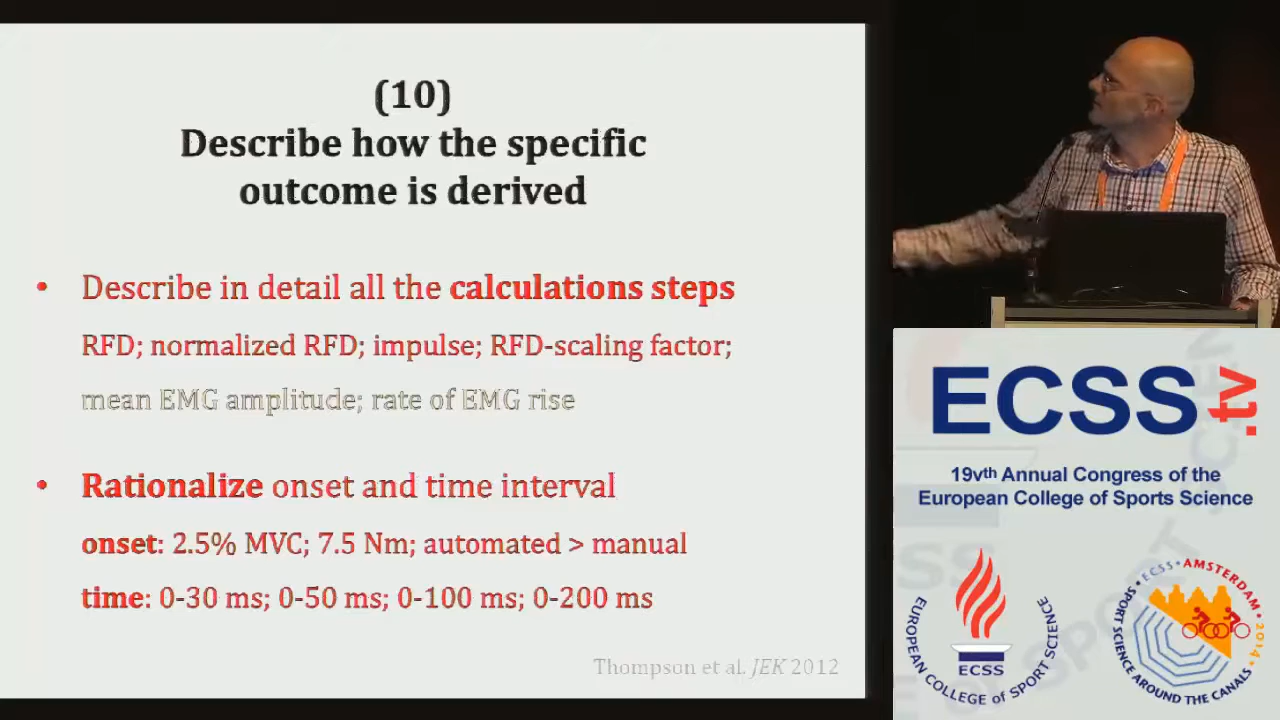 (10)
Describe how the specific
outcome is derived
• Describe in detail all the calculations steps
RFD; normalized RFD; impulse; RFD-scaling factor;
mean EMG amplitude; rate of EMG rise
• Rationalize onset and time interval
onset: 2.5% MVC; 7.5 Nm; automated > manual
time: 0-30 ms; 0-50 ms; 0-100 ms; 0-200 ms
Thompson et al. JEK 2012
ECSS.tv
19vth Annual Congress of the
European College of Sports Science
EUROPEAN COLLEGE OF SPORT SCIENCE
ECSS
ECSS • AMSTERDAM 2014 •
SPORT SCIENCE AROUND THE CANALS